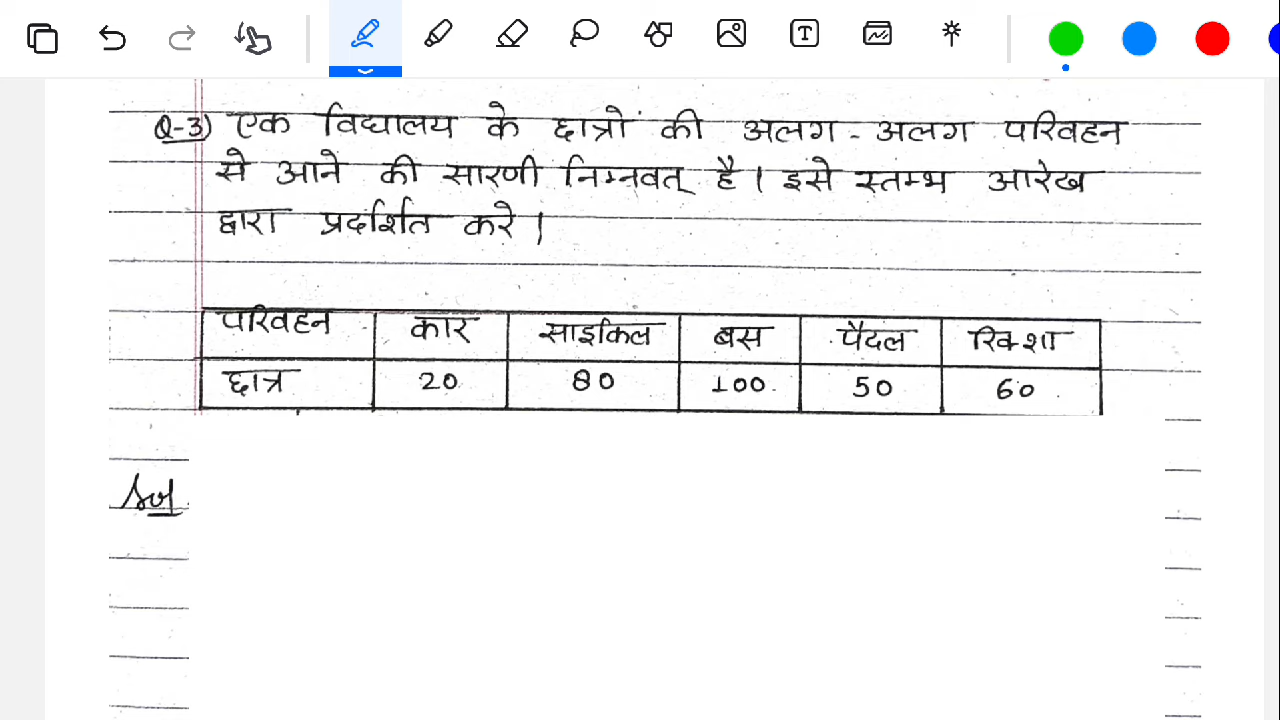 Q-3) एक विद्यालय के छात्रों की अलग - अलग परिवहन
से आने की सारणी निम्नवत् है। इसे स्तम्भ आरेख
द्वारा प्रदर्शित करे।
परिवहन कार साइकिल बस पैदल रिक्शा
छात्र 20 80 100 50 60
Sol